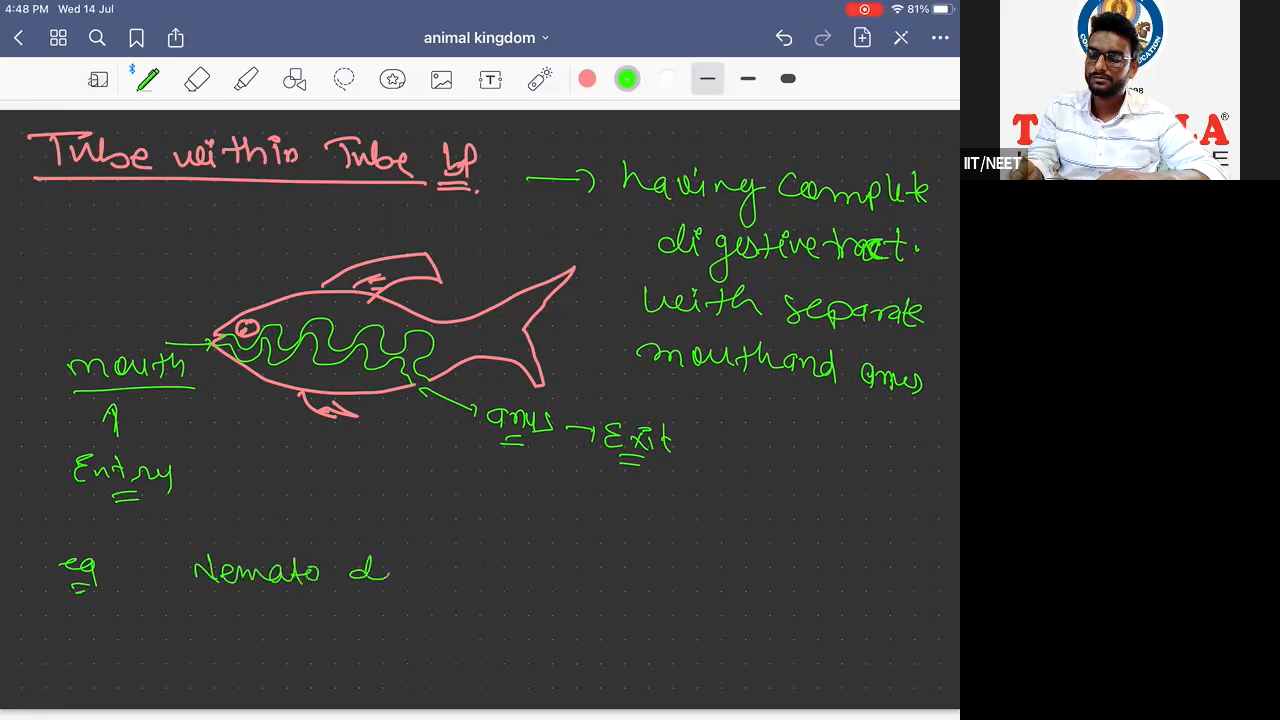 4:48 PM Wed 14 Jul
81%
animal kingdom
Tube within Tube bp.
having complete
digestive tract.
with separate
mouth and anus
mouth
Entry
anus
Exit
eg Nemato d
IIT/NEET